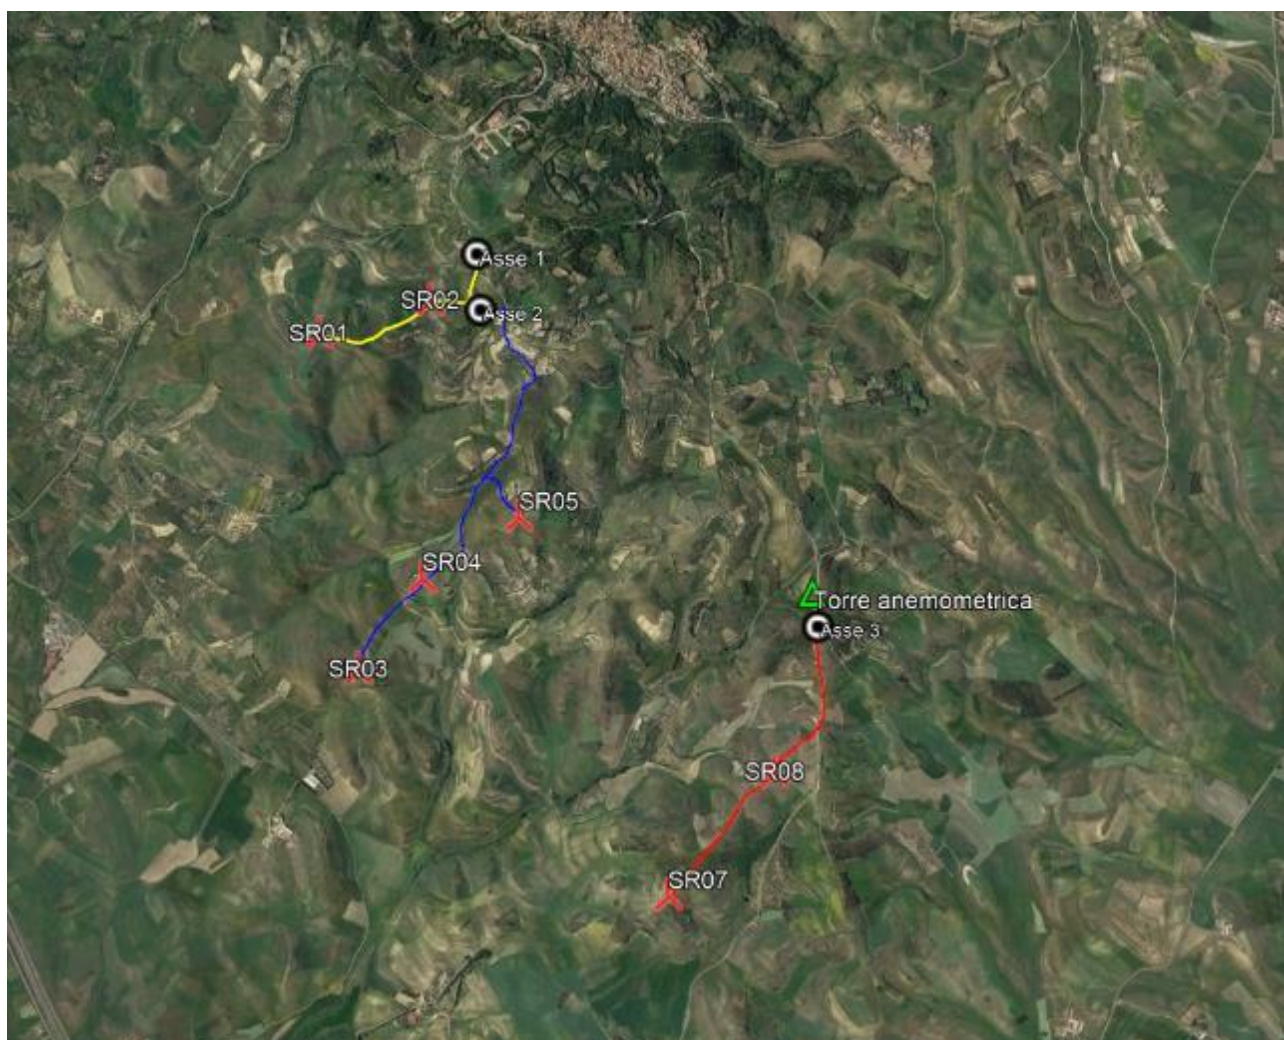 Asse 1
SR02
Asse 2
SR01
SR05
SR04
Torre anemometrica
Asse 3
SR03
SR08
SR07